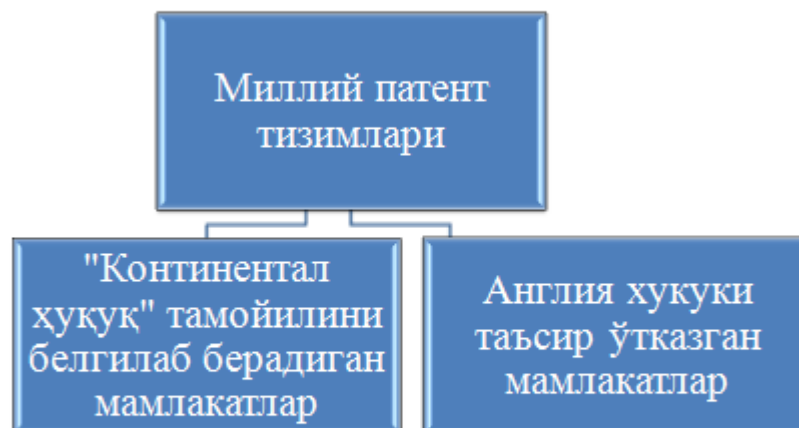 Миллий патент
тизимлари
"Континентал
ҳуқуқ" тамойилини
белгилаб берадиган
мамлакатлар
Англия хукуки
таъсир ўтказган
мамлакатлар